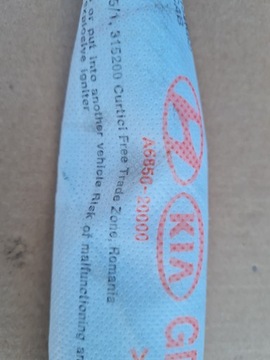 KIA
G
A6850-20000
5/1, 315200 Curtici Free Trade Zone, Romania
or put into another vehicle Risk of malfunctioning
explosive igniter